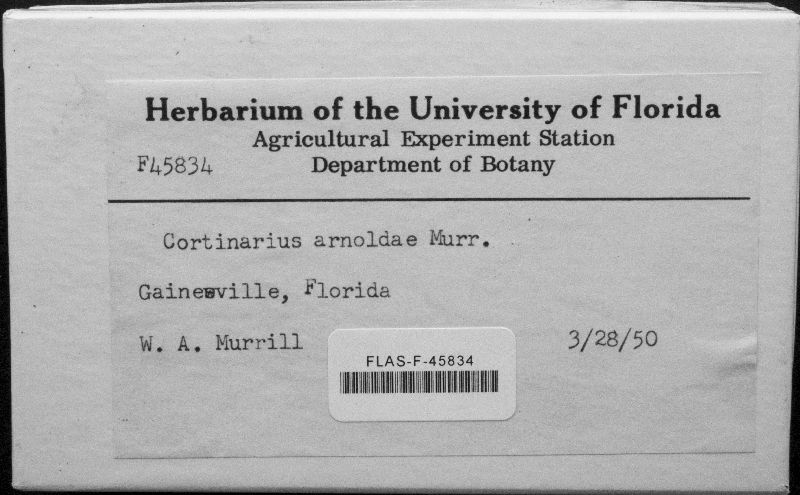 Herbarium of the University of Florida
Agricultural Experiment Station
F45834 Department of Botany
Cortinarius arnoldae Murr.
Gainesville, Florida
W. A. Murrill 3/28/50
FLAS-F-45834